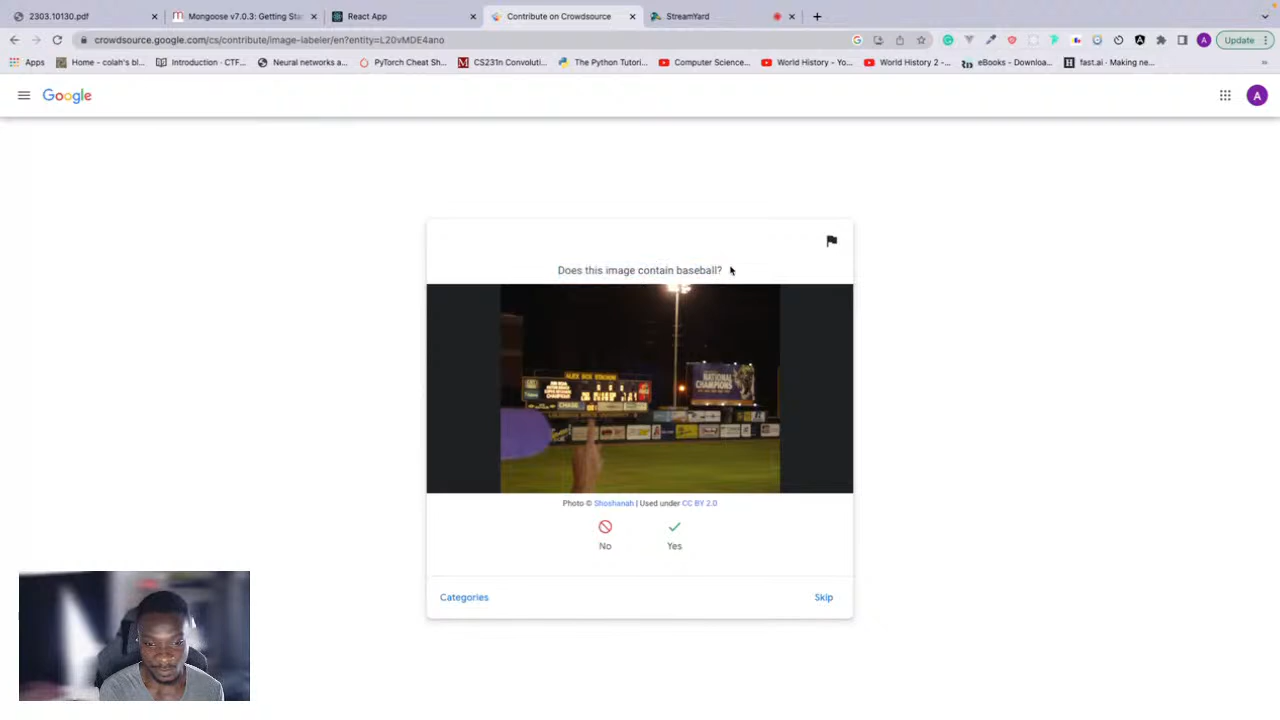 2303.10130.pdf
Mongoose v7.0.3: Getting Sta
React App
Contribute on Crowdsource
StreamYard
crowdsource.google.com/cs/contribute/image-labeler/en?entity=L20vMDE4ano
Update
Apps
Home - colah's bl...
Introduction · CTF...
Neural networks a...
PyTorch Cheat Sh...
CS231n Convoluti...
The Python Tutori...
Computer Science...
World History - Yo...
World History 2 -...
eBooks - Downloa...
fast.ai · Making ne...
Google
A
Does this image contain baseball?
ALEX BOX STADIUM
NATIONAL
CHAMPIONS
CHASE
Photo © Shoshanah | Used under CC BY 2.0
No
Yes
Categories
Skip